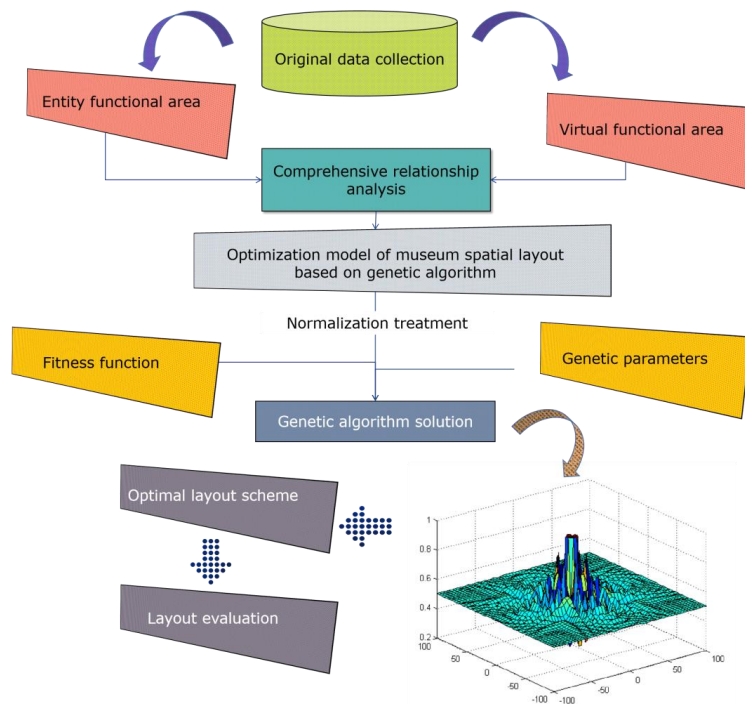 Original data collection
Entity functional area
Virtual functional area
Comprehensive relationship
analysis
Optimization model of museum spatial layout
based on genetic algorithm
Normalization treatment
Fitness function
Genetic parameters
Genetic algorithm solution
Optimal layout scheme
Layout evaluation
1
0.8
0.6
0.4
0.2
100
50
0
-50
-100
-100
-50
0
50
100